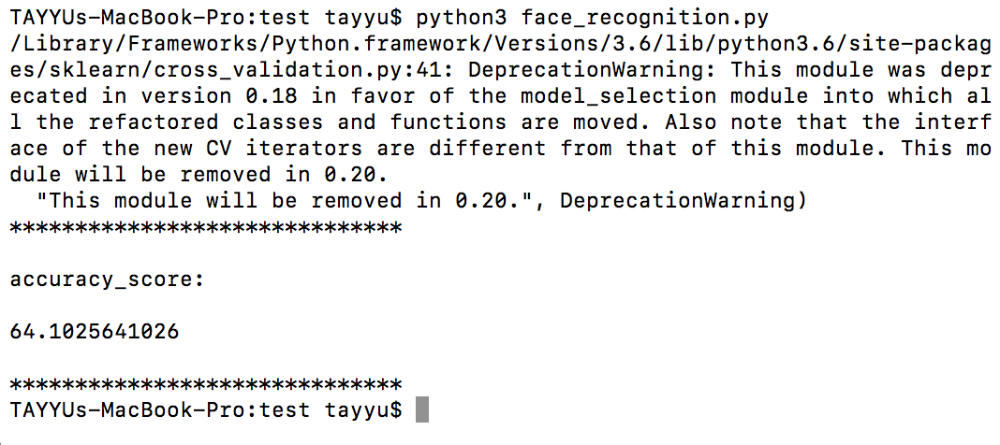 TAYYUs-MacBook-Pro:test tayyu$ python3 face_recognition.py
/Library/Frameworks/Python.framework/Versions/3.6/lib/python3.6/site-packag
es/sklearn/cross_validation.py:41: DeprecationWarning: This module was depr
ecated in version 0.18 in favor of the model_selection module into which al
l the refactored classes and functions are moved. Also note that the interf
ace of the new CV iterators are different from that of this module. This mo
dule will be removed in 0.20.
  "This module will be removed in 0.20.", DeprecationWarning)
******************************
accuracy_score:
64.1025641026
******************************
TAYYUs-MacBook-Pro:test tayyu$